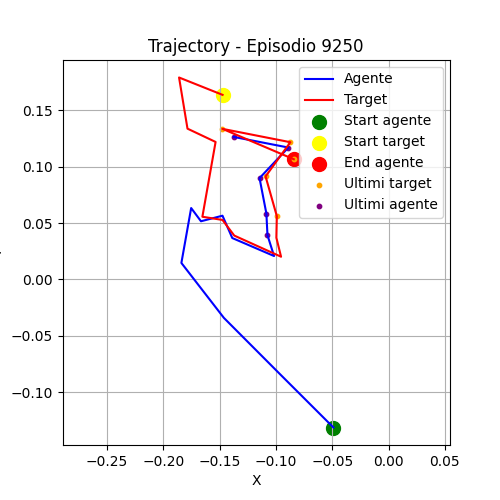 Trajectory - Episodio 9250
Agente
Target
Start agente
Start target
End agente
Ultimi target
Ultimi agente
0.15
0.10
0.05
0.00
−0.05
−0.10
−0.25
−0.20
−0.15
−0.10
−0.05
0.00
0.05
X